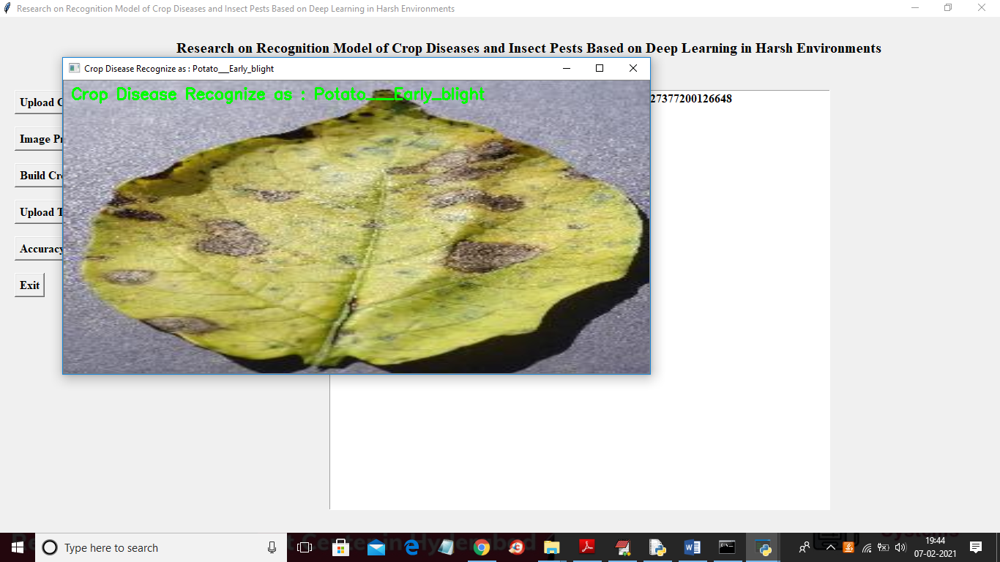 Research on Recognition Model of Crop Diseases and Insect Pests Based on Deep Learning in Harsh Environments
Research on Recognition Model of Crop Diseases and Insect Pests Based on Deep Learning in Harsh Environments
Crop Disease Recognize as : Potato___Early_blight
Crop Disease Recognize as : Potato___Early_blight
Upload C
27377200126648
Image Pr
Build Cro
Upload T
Accuracy
Exit
Type here to search
19:44
07-02-2021